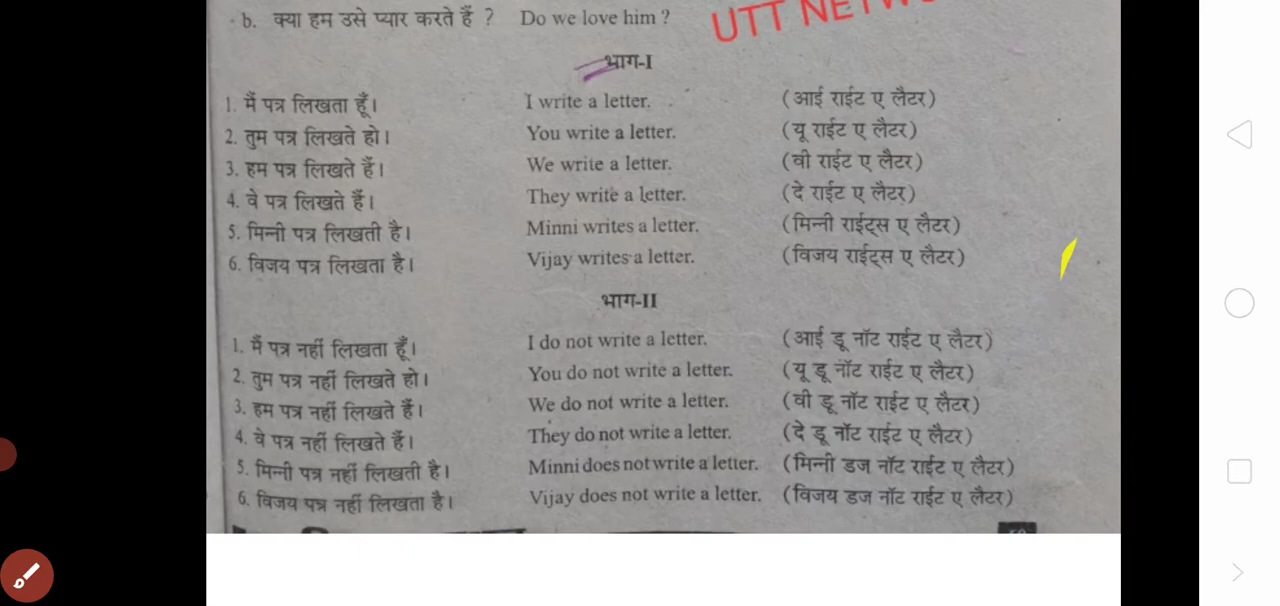 b. क्या हम उसे प्यार करते हैं ? Do we love him ?
UTT
भाग-I
1. मैं पत्र लिखता हूँ। I write a letter. (आई राईट ए लैटर)
2. तुम पत्र लिखते हो। You write a letter. (यू राईट ए लैटर)
3. हम पत्र लिखते हैं। We write a letter. (वी राईट ए लैटर)
4. वे पत्र लिखते हैं। They write a letter. (दे राईट ए लैटर)
5. मिन्नी पत्र लिखती है। Minni writes a letter. (मिन्नी राईट्स ए लैटर)
6. विजय पत्र लिखता है। Vijay writes a letter. (विजय राईट्स ए लैटर)
भाग-II
1. मैं पत्र नहीं लिखता हूँ। I do not write a letter. (आई डू नॉट राईट ए लैटर)
2. तुम पत्र नहीं लिखते हो। You do not write a letter. (यू डू नॉट राईट ए लैटर)
3. हम पत्र नहीं लिखते हैं। We do not write a letter. (वी डू नॉट राईट ए लैटर)
4. वे पत्र नहीं लिखते हैं। They do not write a letter. (दे डू नॉट राईट ए लैटर)
5. मिन्नी पत्र नहीं लिखती है। Minni does not write a letter. (मिन्नी डज नॉट राईट ए लैटर)
6. विजय पत्र नहीं लिखता है। Vijay does not write a letter. (विजय डज नॉट राईट ए लैटर)